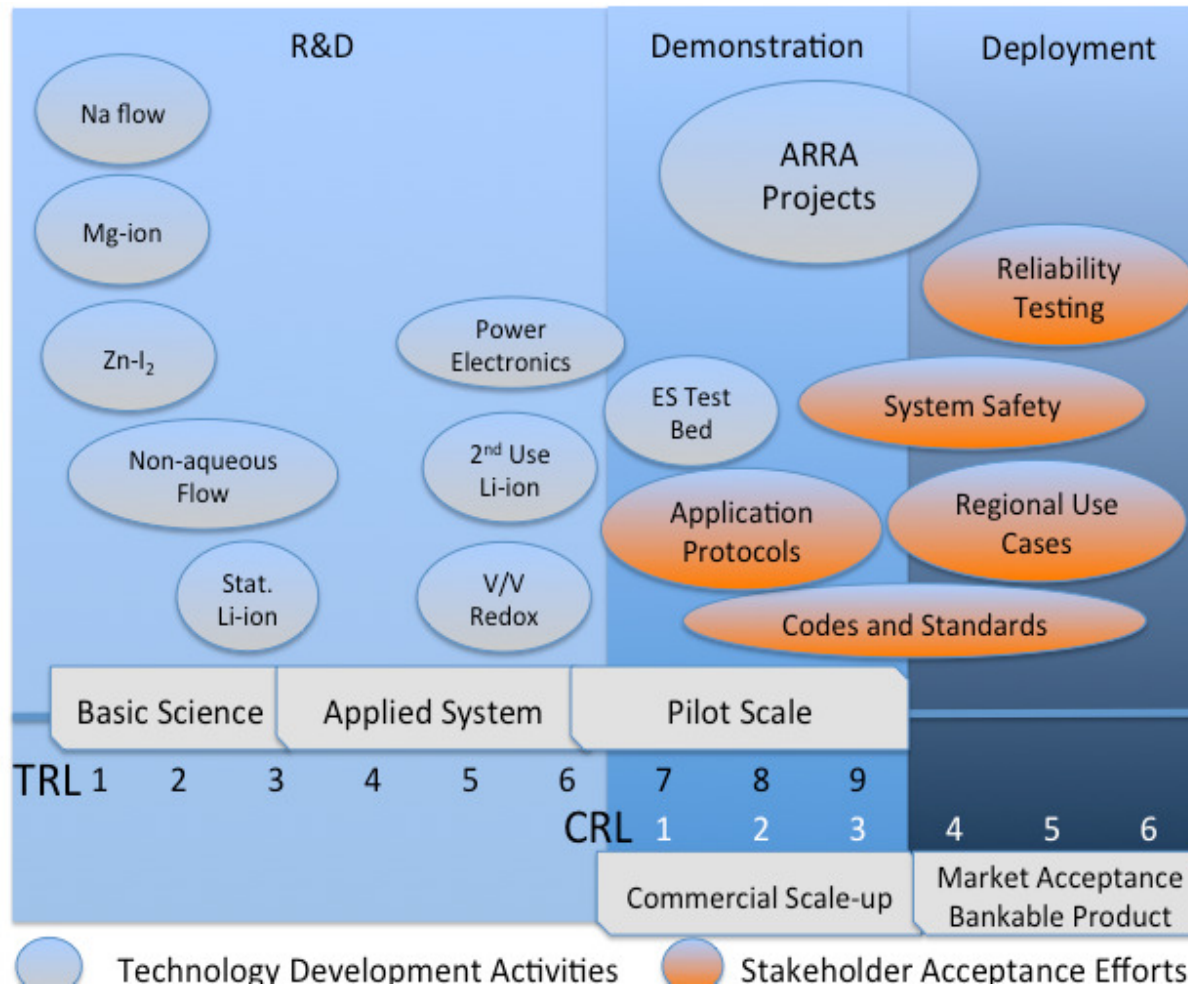 R&D
Demonstration
Deployment
Na flow
ARRA
Projects
Mg-ion
Reliability
Testing
Zn-I₂
Power
Electronics
ES Test
Bed
System Safety
Non-aqueous
Flow
2ⁿᵈ Use
Li-ion
Application
Protocols
Regional Use
Cases
Stat.
Li-ion
V/V
Redox
Codes and Standards
Basic Science
Applied System
Pilot Scale
TRL 1 2 3 4 5 6 7 8 9
CRL 1 2 3 4 5 6
Commercial Scale-up
Market Acceptance
Bankable Product
Technology Development Activities
Stakeholder Acceptance Efforts